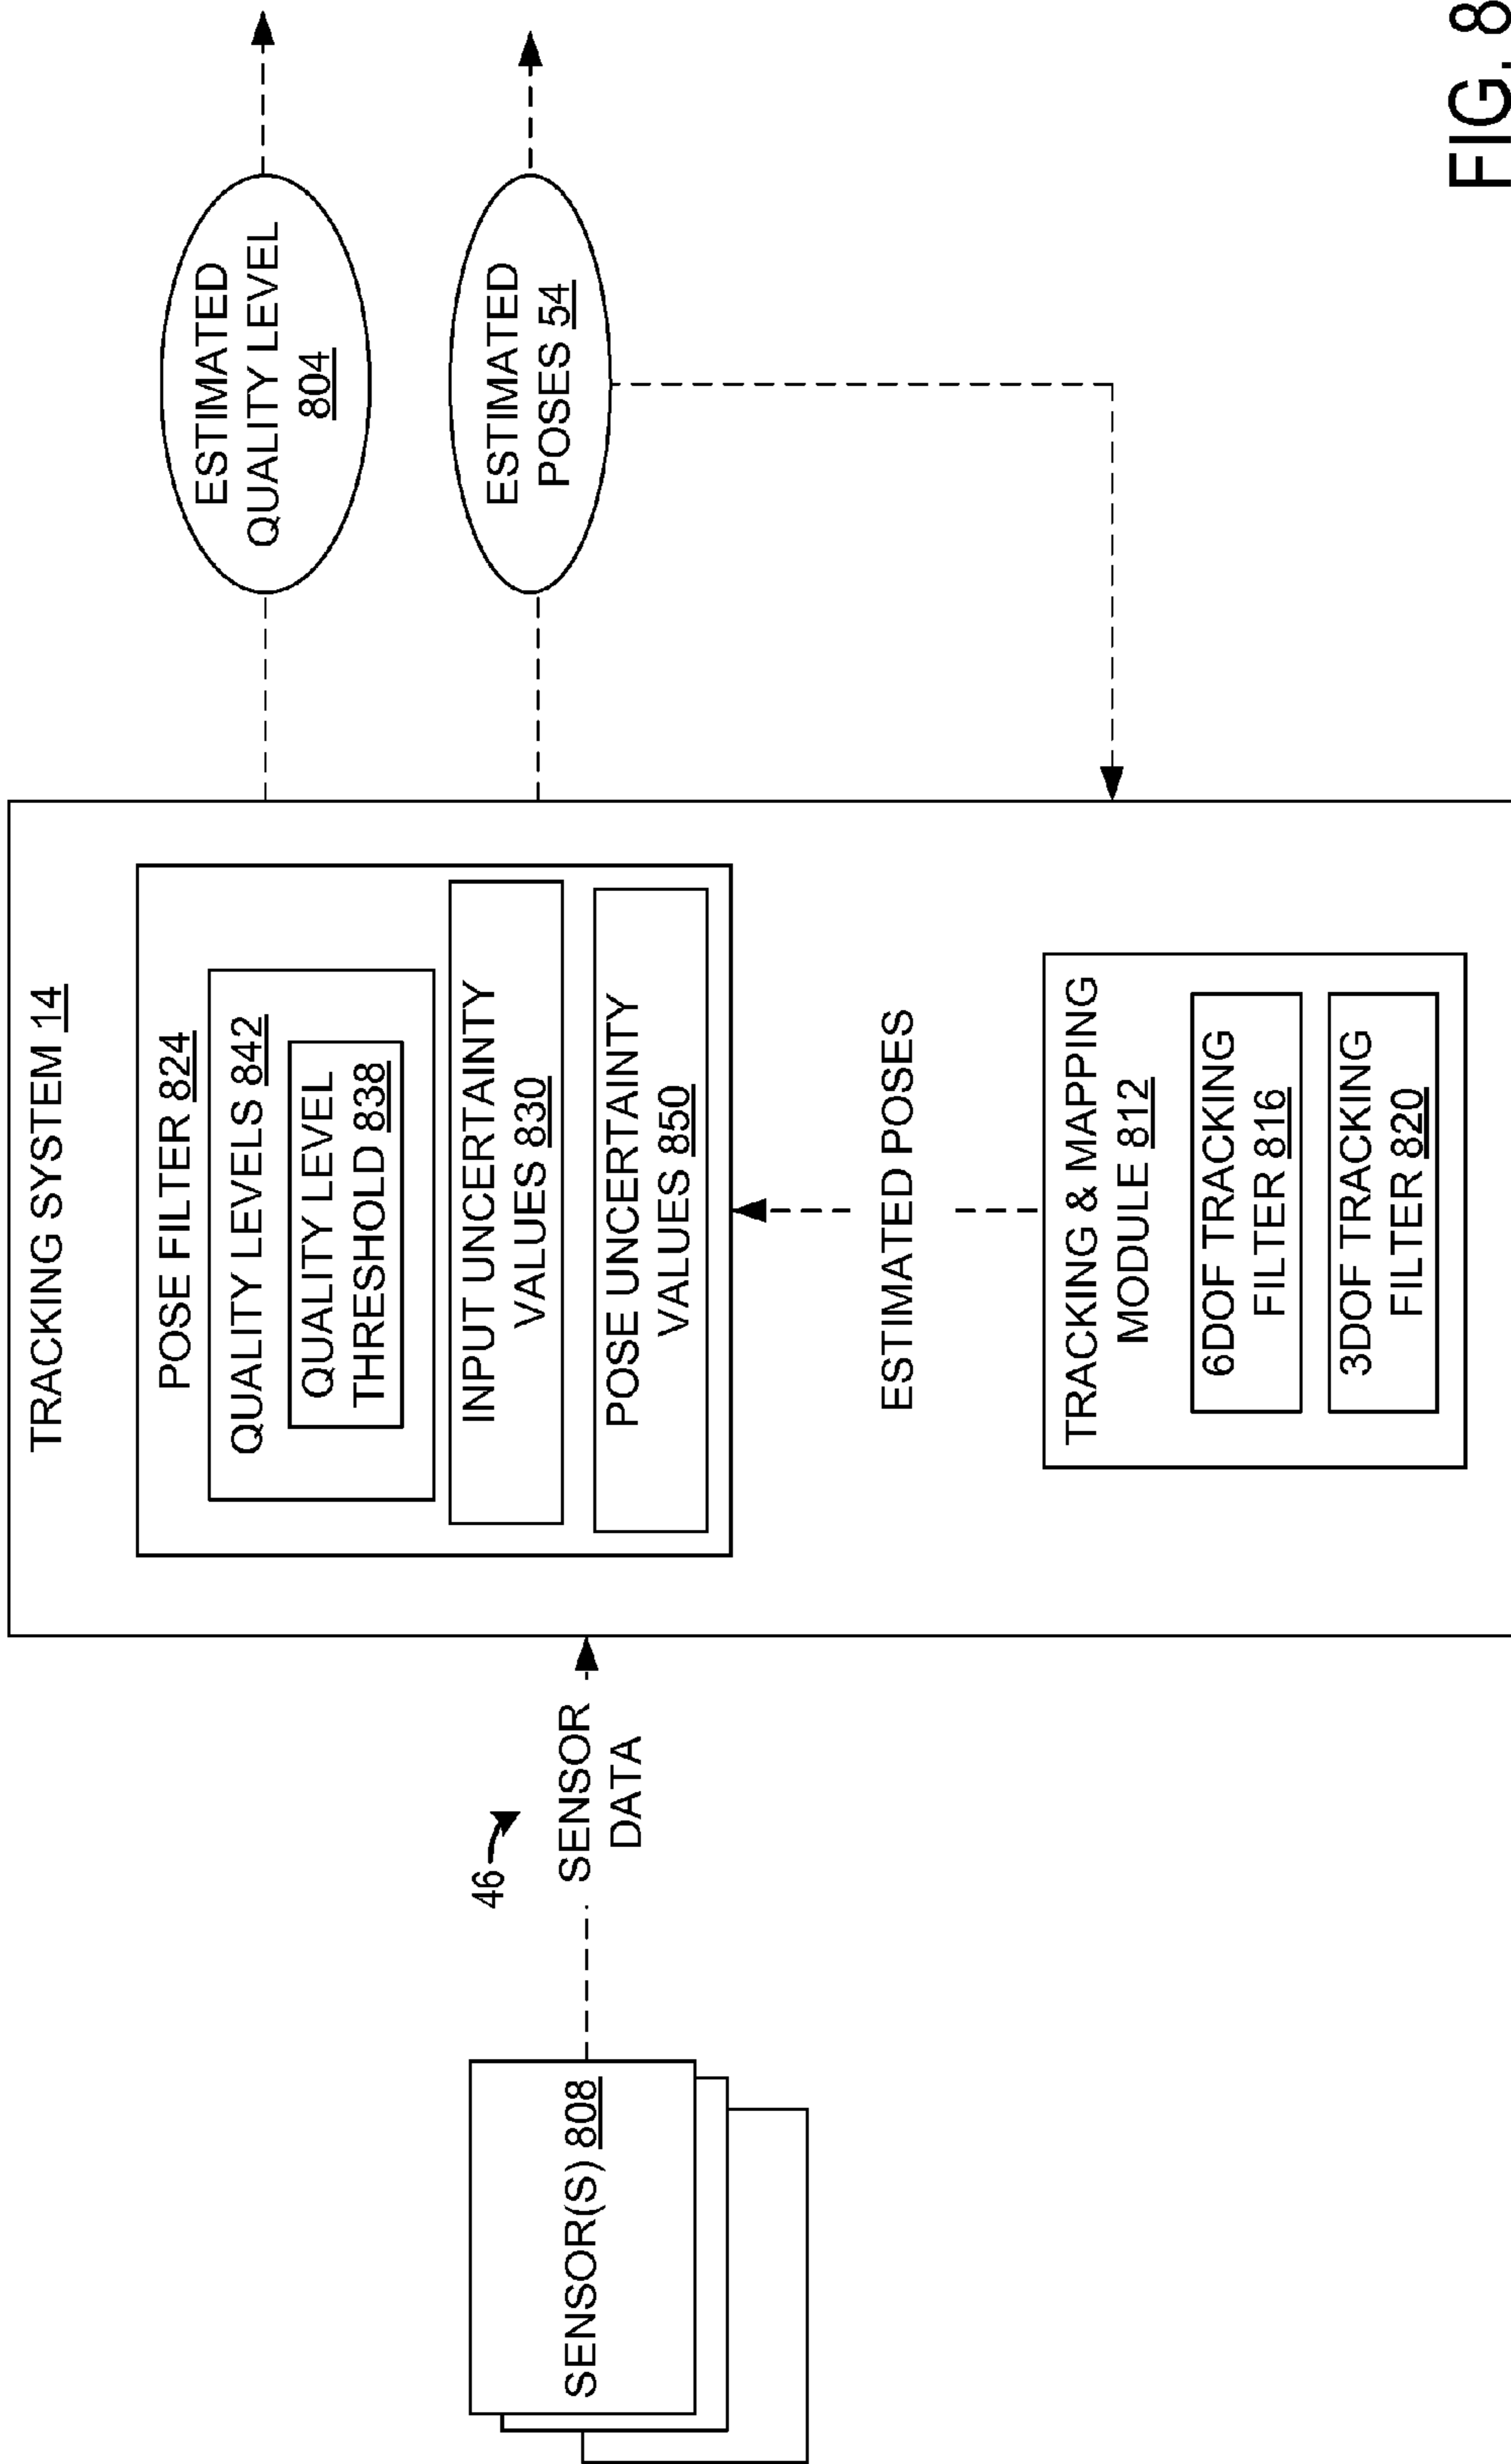 46
SENSOR(S) 808
SENSOR
DATA
TRACKING SYSTEM 14
POSE FILTER 824
QUALITY LEVELS 842
QUALITY LEVEL
THRESHOLD 838
INPUT UNCERTAINTY
VALUES 830
POSE UNCERTAINTY
VALUES 850
ESTIMATED POSES
TRACKING & MAPPING
MODULE 812
6DOF TRACKING
FILTER 816
3DOF TRACKING
FILTER 820
ESTIMATED
QUALITY LEVEL
804
ESTIMATED
POSES 54
FIG. 8